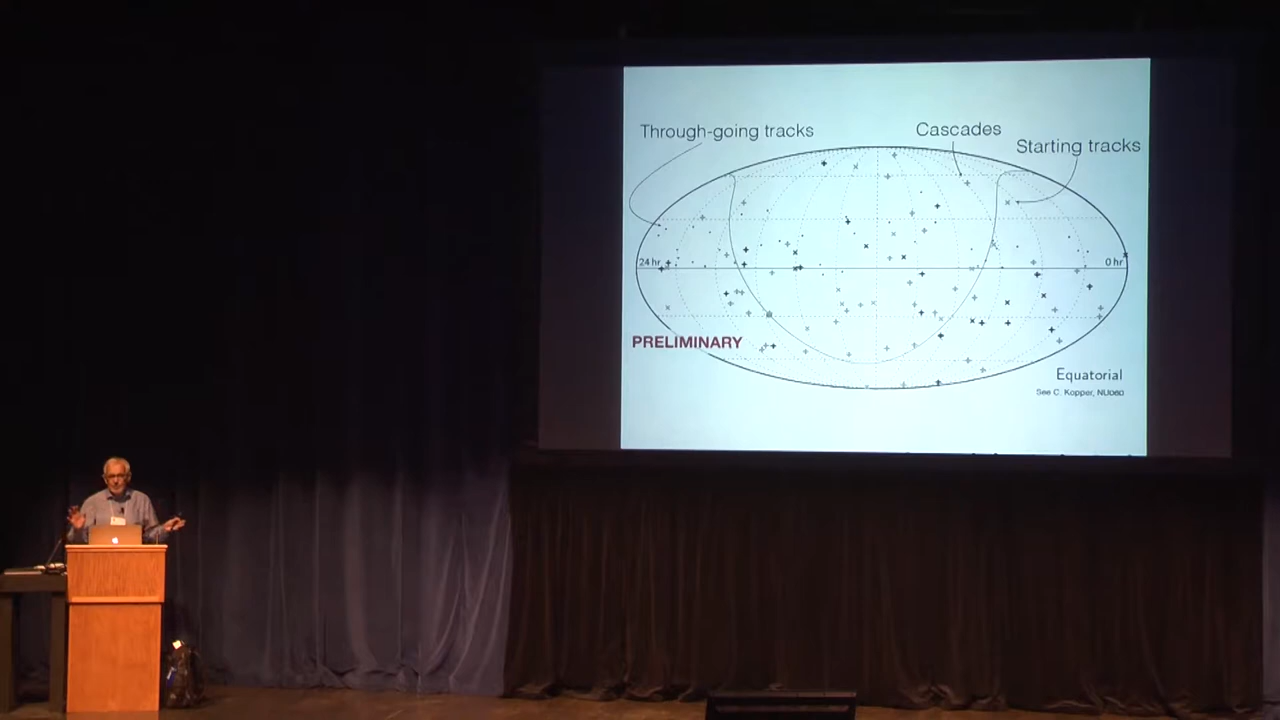 Through-going tracks
Cascades
Starting tracks
24 hr
0 hr
PRELIMINARY
Equatorial
See C. Kopper, NU060